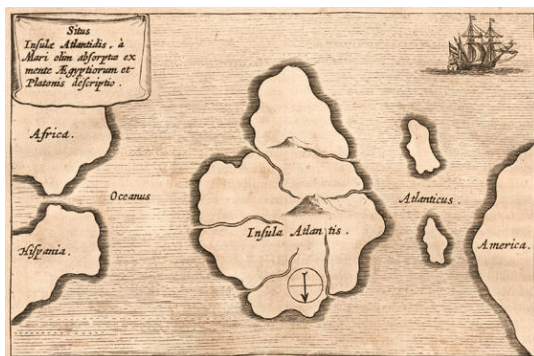 Situs
Insulæ Atlantidis, à
Mari olim absorptæ ex
mente Ægyptiorum et
Platonis descriptio.
Africa.
Oceanus
Atlanticus.
Insula Atlantis.
Hispania.
America.